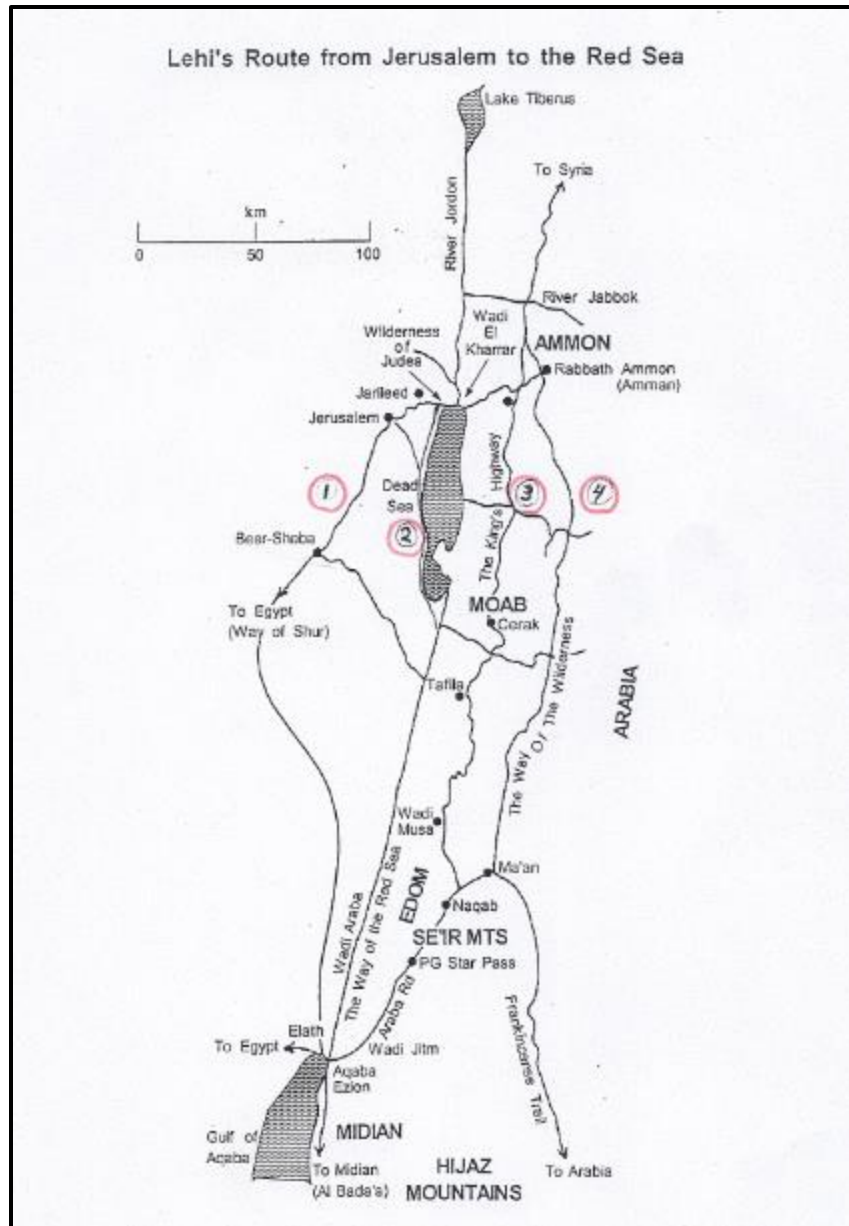 Lehi's Route from Jerusalem to the Red Sea
Lake Tiberus
To Syria
km
0
50
100
River Jordon
River Jabbok
Wadi
El
Kharrar
Wilderness
of
Judea
AMMON
Rabbath Ammon
(Amman)
Jarileed
Jerusalem
1
Dead
Sea
2
The King's Highway
3
4
Bear-Sheba
To Egypt
(Way of Shur)
MOAB
Cerak
Tafila
The Way Of The Wilderness
ARABIA
Wadi
Musa
Ma'an
EDOM
Naqab
SE'IR MTS
PG Star Pass
Wadi Araba
The Way of the Red Sea
Araba Rd
Wadi Jitm
Frankincense Trail
Elath
To Egypt
Aqaba
Ezion
Gulf of
Aqaba
MIDIAN
To Midian
(Al Bada'a)
HIJAZ
MOUNTAINS
To Arabia